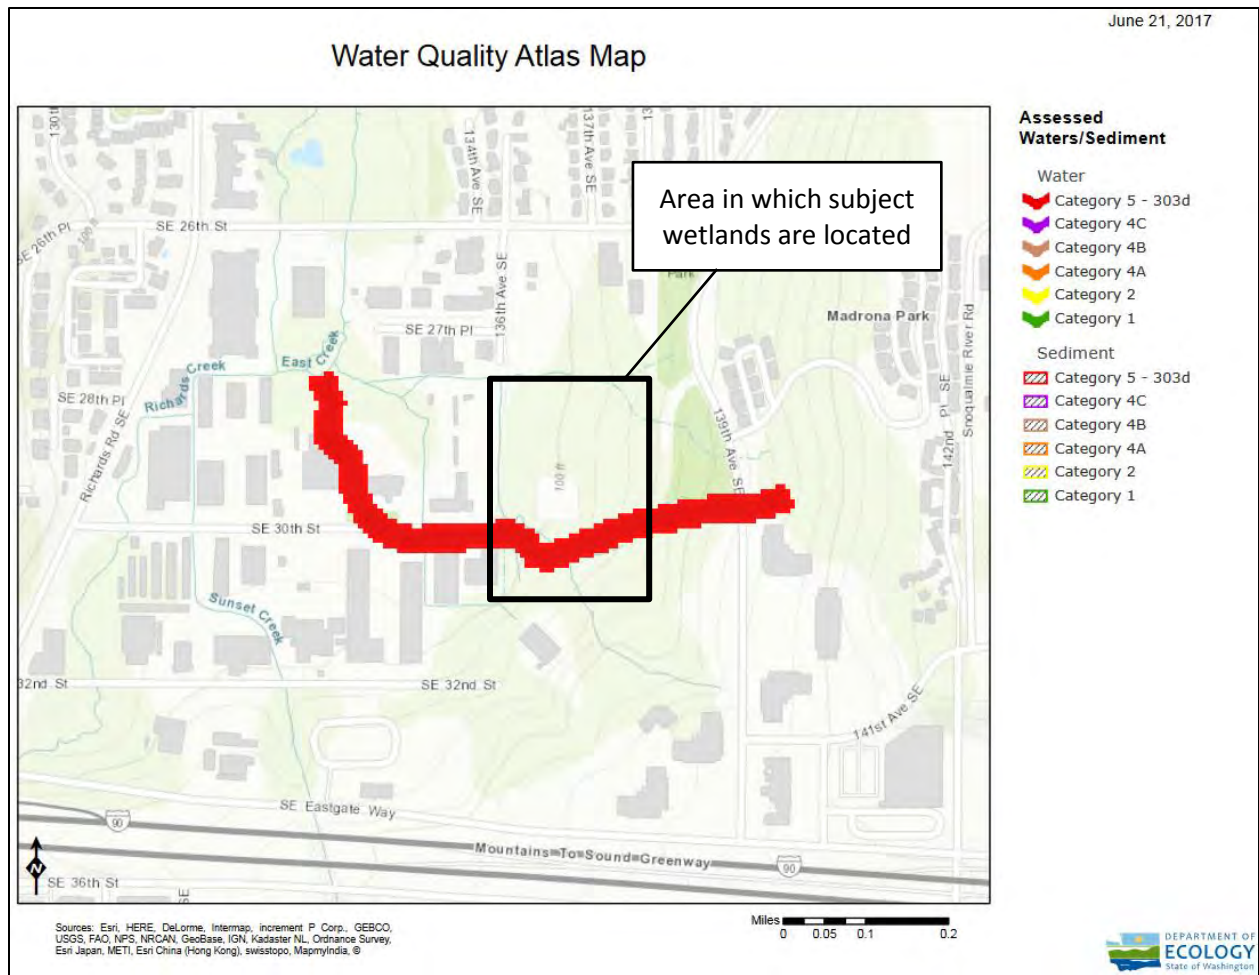 June 21, 2017
Water Quality Atlas Map
Assessed
Waters/Sediment
Water
Category 5 - 303d
Category 4C
Category 4B
Category 4A
Category 2
Category 1
Sediment
Category 5 - 303d
Category 4C
Category 4B
Category 4A
Category 2
Category 1
Area in which subject
wetlands are located
130th
134th Ave SE
137th Ave SE
SE 26th St
SE 26th Pl
100 ft
136th Ave SE
Park
Madrona Park
SE 27th Pl
East Creek
Richards Creek
SE 28th Pl
Richards Rd SE
139th Ave SE
142nd Pl SE
Snoqualmie River Rd
100 ft
SE 30th St
Sunset Creek
32nd St
SE 32nd St
141st Ave SE
SE Eastgate Way
90
Mountains To Sound Greenway
90
N
SE 36th St
SE
Sources: Esri, HERE, DeLorme, Intermap, increment P Corp., GEBCO,
USGS, FAO, NPS, NRCAN, GeoBase, IGN, Kadaster NL, Ordnance Survey,
Esri Japan, METI, Esri China (Hong Kong), swisstopo, MapmyIndia, ©
Miles
0 0.05 0.1 0.2
DEPARTMENT OF
ECOLOGY
State of Washington